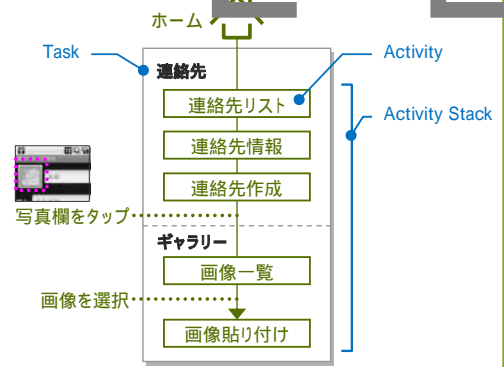 ホーム
Task
Activity
連絡先
連絡先リスト
Activity Stack
連絡先情報
連絡先作成
写真欄をタップ
ギャラリー
画像一覧
画像を選択
画像貼り付け